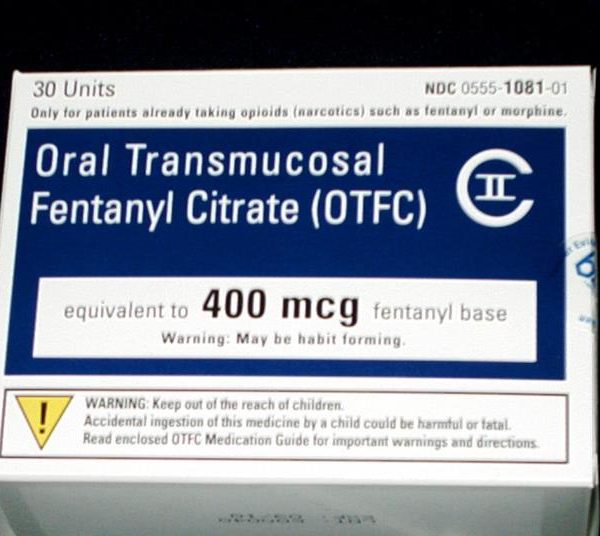 30 Units
NDC 0555-1081-01
Only for patients already taking opioids (narcotics) such as fentanyl or morphine.
Oral Transmucosal
Fentanyl Citrate (OTFC)
CII
equivalent to 400 mcg fentanyl base
Warning: May be habit forming.
!
WARNING: Keep out of the reach of children.
Accidental ingestion of this medicine by a child could be harmful or fatal.
Read enclosed OTFC Medication Guide for important warnings and directions.